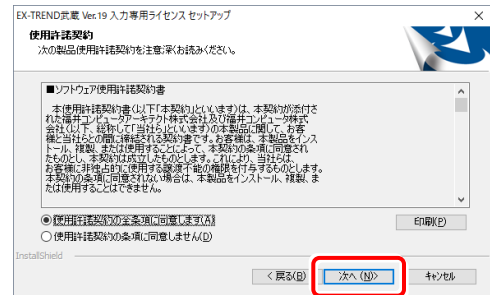 EX-TREND武蔵 Ver.19 入力専用ライセンス セットアップ
使用許諾契約
次の製品使用許諾契約を注意深くお読みください。
■ソフトウェア使用許諾契約書
本使用許諾契約書(以下「本契約」といいます)は、本契約が添付さ
れた福井コンピュータアーキテクト株式会社及び福井コンピュータ株式
会社(以下、総称して「当社ら」といいます)の本製品に関して、お客
様と当社らとの間に締結される契約書です。お客様は、本製品をインス
トール、複製、または使用することによって、本契約の条項に同意され
たものとし、本契約は成立したものとします。これにより、当社らは、
お客様に非独占的に使用する譲渡不能の権限を付与するものとします。
本契約の条項に同意されない場合は、本製品をインストール、複製、ま
たは使用することはできません。
使用許諾契約の全条項に同意します(A)
印刷(P)
使用許諾契約の条項に同意しません(D)
InstallShield
< 戻る(B)
次へ (N)>
キャンセル